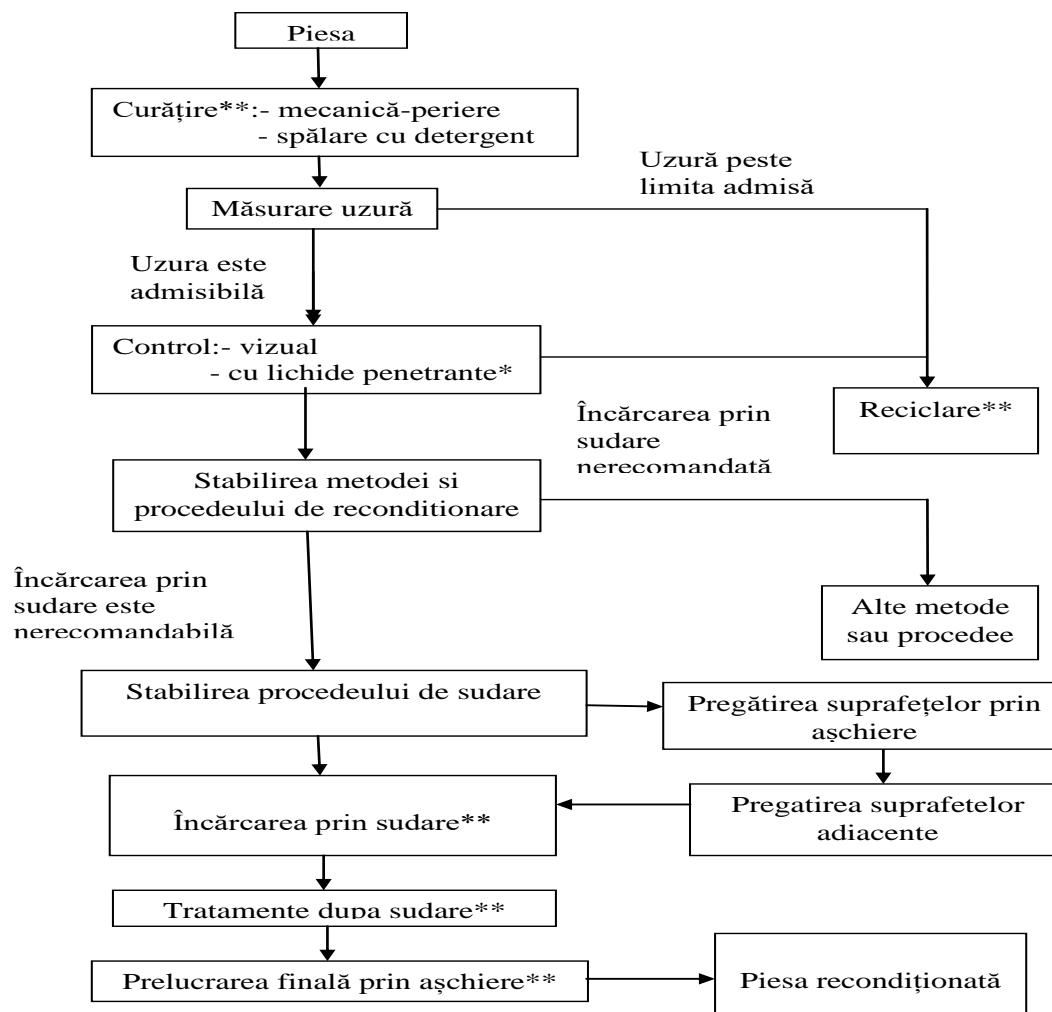 Piesa
Curățire**:- mecanică-periere
- spălare cu detergent
Uzură peste
limita admisă
Măsurare uzură
Uzura este
admisibilă
Control:- vizual
- cu lichide penetrante*
Reciclare**
Încărcarea prin
sudare
nerecomandată
Stabilirea metodei si
procedeului de reconditionare
Încărcarea prin
sudare este
nerecomandabilă
Alte metode
sau procedee
Stabilirea procedeului de sudare
Pregătirea suprafețelor prin
așchiere
Pregatirea suprafetelor
adiacente
Încărcarea prin sudare**
Tratamente dupa sudare**
Prelucrarea finală prin așchiere**
Piesa recondiționată